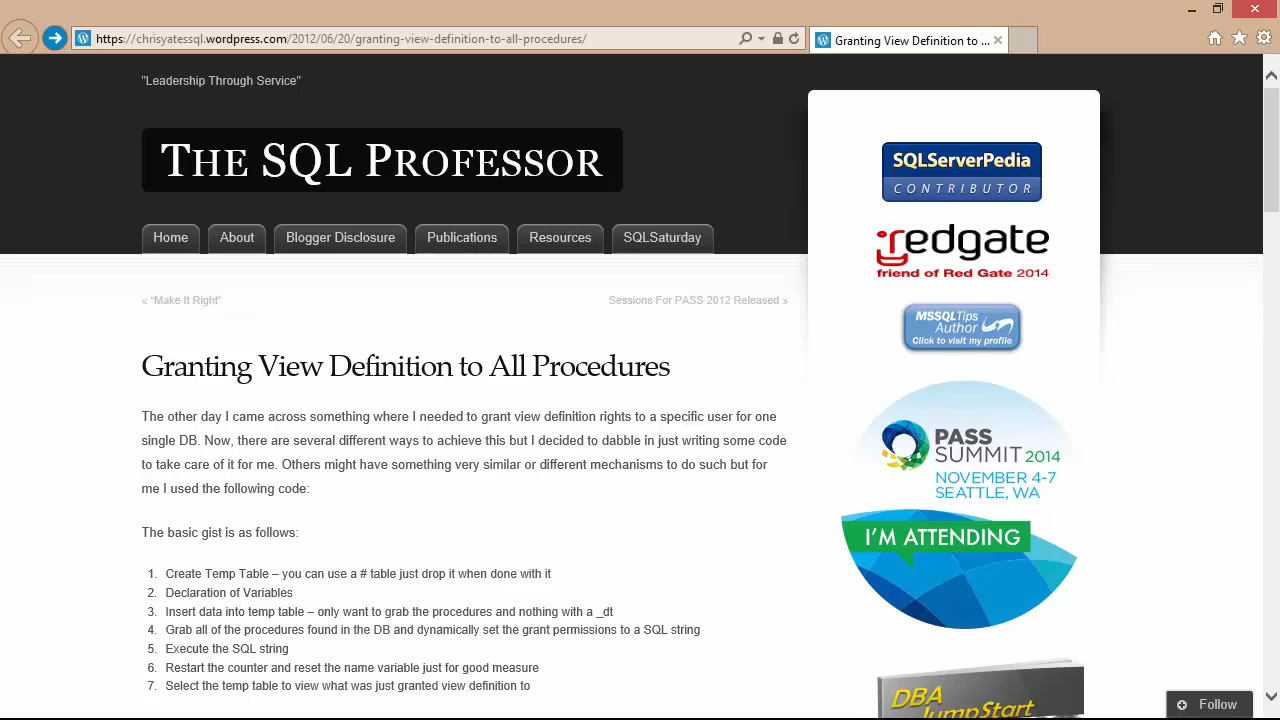 https://chrisyatessql.wordpress.com/2012/06/20/granting-view-definition-to-all-procedures/
Granting View Definition to ...
"Leadership Through Service"
The SQL Professor
Home
About
Blogger Disclosure
Publications
Resources
SQLSaturday
« "Make It Right"
Sessions For PASS 2012 Released »
Granting View Definition to All Procedures
The other day I came across something where I needed to grant view definition rights to a specific user for one
single DB. Now, there are several different ways to achieve this but I decided to dabble in just writing some code
to take care of it for me. Others might have something very similar or different mechanisms to do such but for
me I used the following code:
The basic gist is as follows:
1. Create Temp Table – you can use a # table just drop it when done with it
2. Declaration of Variables
3. Insert data into temp table – only want to grab the procedures and nothing with a _dt
4. Grab all of the procedures found in the DB and dynamically set the grant permissions to a SQL string
5. Execute the SQL string
6. Restart the counter and reset the name variable just for good measure
7. Select the temp table to view what was just granted view definition to
SQLServerPedia
CONTRIBUTOR
redgate
friend of Red Gate 2014
MSSQLTips
Author
Click to visit my profile
PASS
SUMMIT 2014
NOVEMBER 4-7
SEATTLE, WA
I'M ATTENDING
DBA
JumpStart
Follow